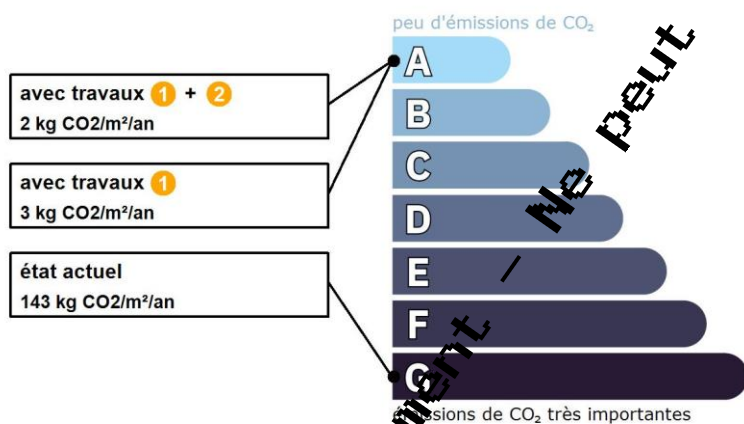 peu d'émissions de CO₂
avec travaux 1 + 2
2 kg CO2/m²/an
avec travaux 1
3 kg CO2/m²/an
état actuel
143 kg CO2/m²/an
A
B
C
D
E
F
G
émissions de CO₂ très importantes
– Ne peut